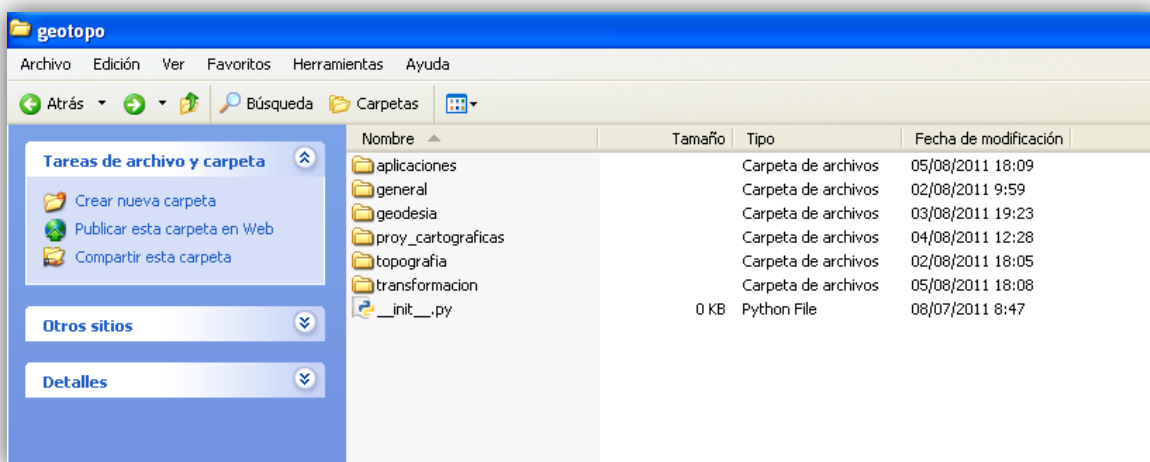 geotopo
Archivo Edición Ver Favoritos Herramientas Ayuda
Atrás Búsqueda Carpetas
Tareas de archivo y carpeta
Crear nueva carpeta
Publicar esta carpeta en Web
Compartir esta carpeta
Otros sitios
Detalles
Nombre Tamaño Tipo Fecha de modificación
aplicaciones Carpeta de archivos 05/08/2011 18:09
general Carpeta de archivos 02/08/2011 9:59
geodesia Carpeta de archivos 03/08/2011 19:23
proy_cartograficas Carpeta de archivos 04/08/2011 12:28
topografia Carpeta de archivos 02/08/2011 18:05
transformacion Carpeta de archivos 05/08/2011 18:08
__init__.py 0 KB Python File 08/07/2011 8:47